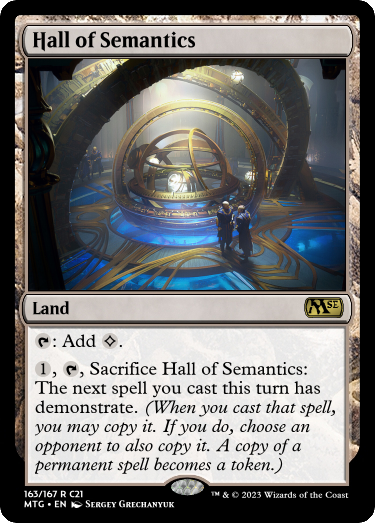 Hall of Semantics
Land
MSE
: Add .
1, , Sacrifice Hall of Semantics:
The next spell you cast this turn has
demonstrate. (When you cast that spell,
you may copy it. If you do, choose an
opponent to also copy it. A copy of a
permanent spell becomes a token.)
163/167 R C21
MTG • EN Sergey Grechanyuk
™ & © 2023 Wizards of the Coast